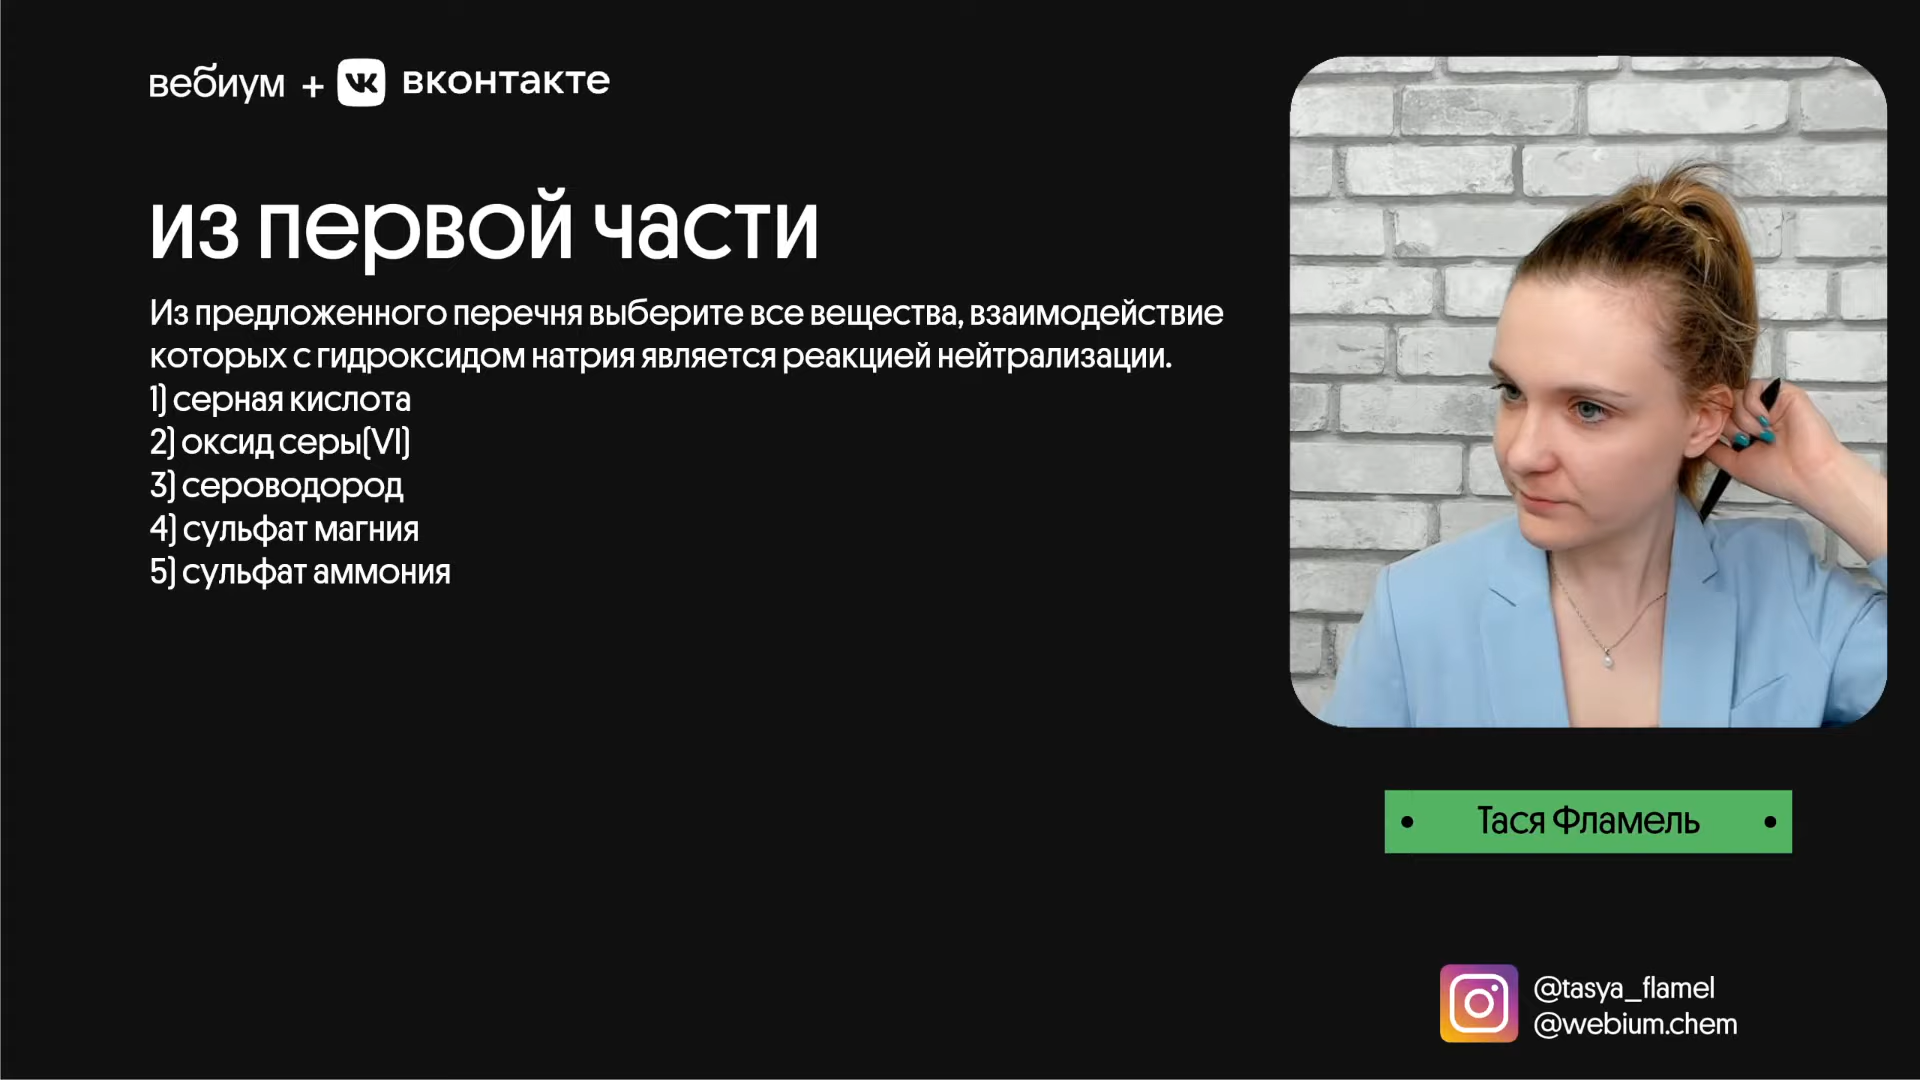 вебиум + вконтакте
из первой части
Из предложенного перечня выберите все вещества, взаимодействие
которых с гидроксидом натрия является реакцией нейтрализации.
1) серная кислота
2) оксид серы(VI)
3) сероводород
4) сульфат магния
5) сульфат аммония
Тася Фламель
@tasya_flamel
@webium.chem